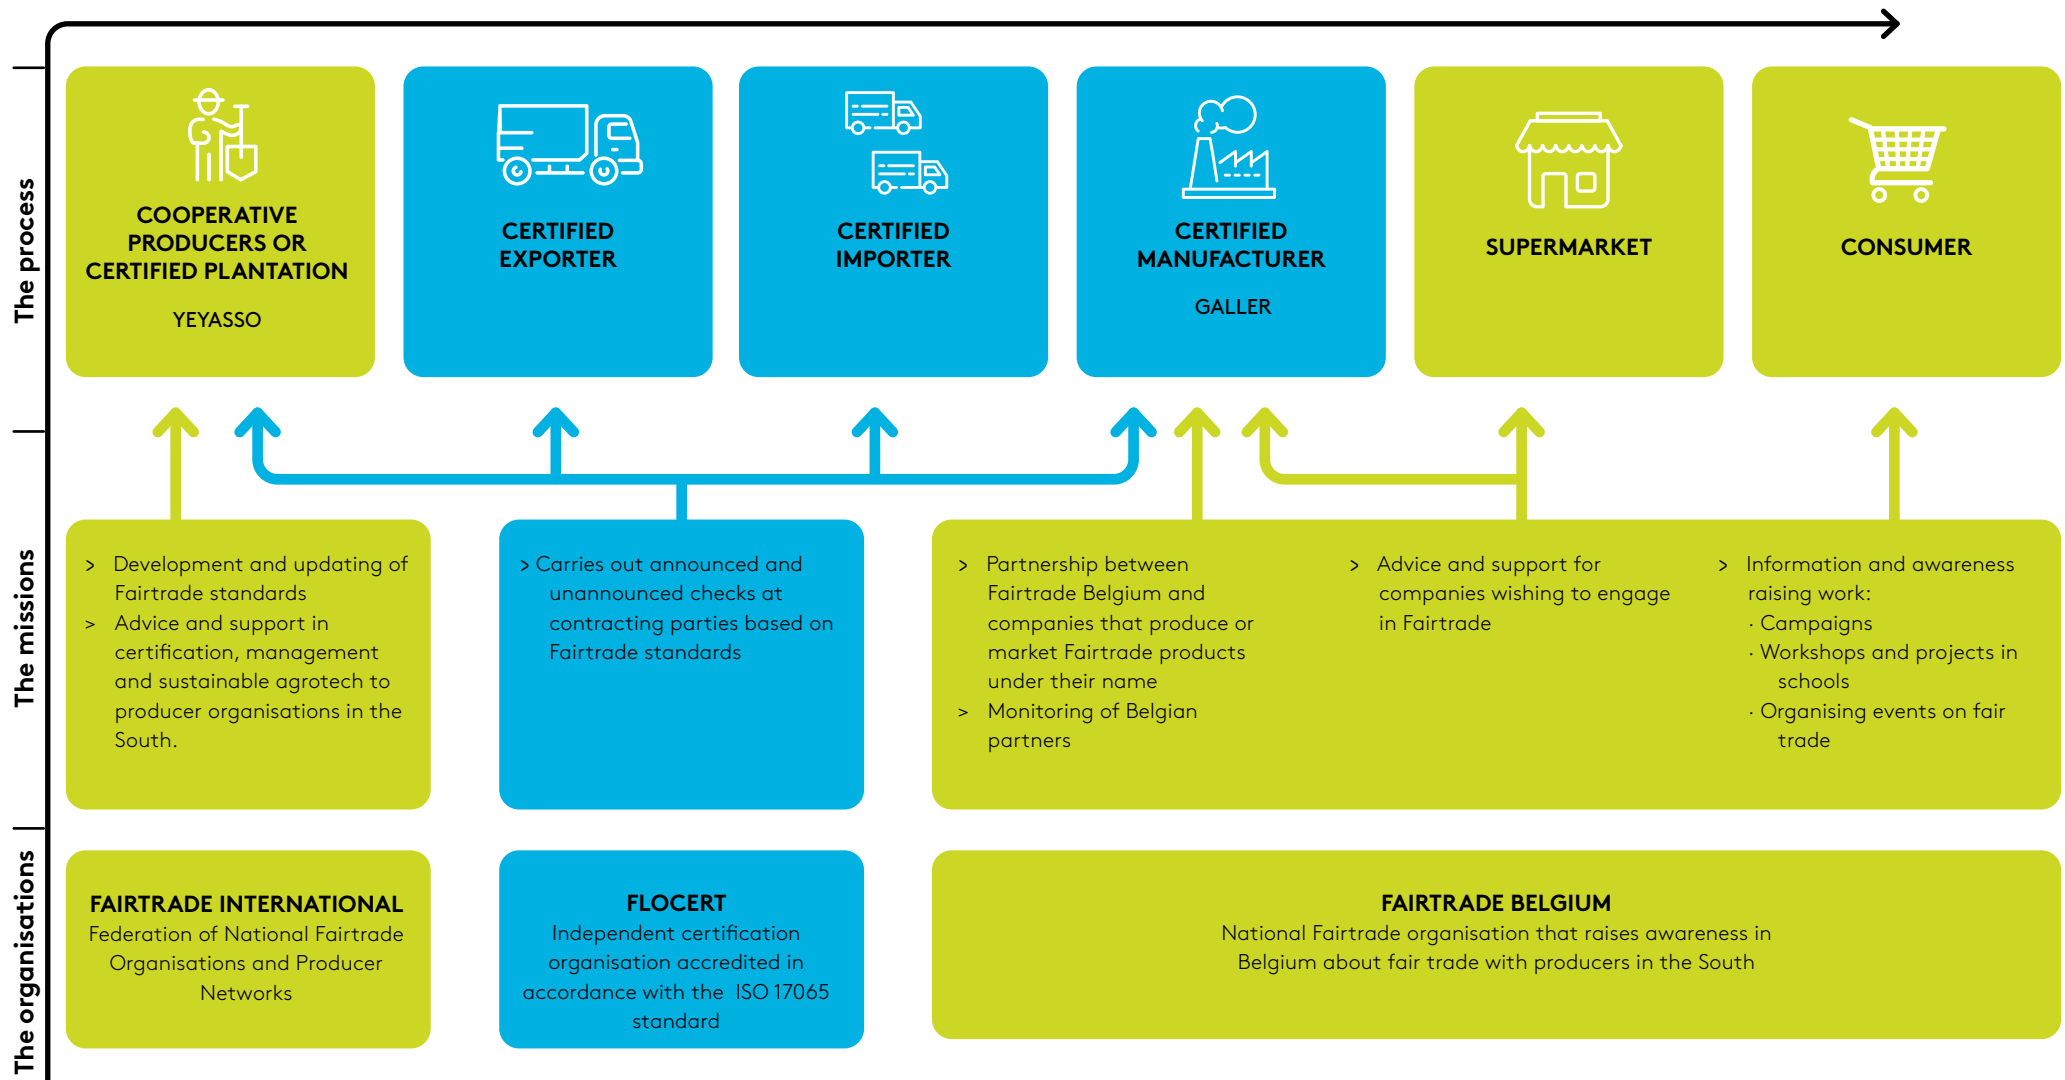 The process
COOPERATIVE
PRODUCERS OR
CERTIFIED PLANTATION
YEYASSO
CERTIFIED
EXPORTER
CERTIFIED
IMPORTER
CERTIFIED
MANUFACTURER
GALLER
SUPERMARKET
CONSUMER
The missions
> Development and updating of
Fairtrade standards
> Advice and support in
certification, management
and sustainable agrotech to
producer organisations in the
South.
> Carries out announced and
unannounced checks at
contracting parties based on
Fairtrade standards
> Partnership between
Fairtrade Belgium and
companies that produce or
market Fairtrade products
under their name
> Monitoring of Belgian
partners
> Advice and support for
companies wishing to engage
in Fairtrade
> Information and awareness
raising work:
· Campaigns
· Workshops and projects in
schools
· Organising events on fair
trade
The organisations
FAIRTRADE INTERNATIONAL
Federation of National Fairtrade
Organisations and Producer
Networks
FLOCERT
Independent certification
organisation accredited in
accordance with the ISO 17065
standard
FAIRTRADE BELGIUM
National Fairtrade organisation that raises awareness in
Belgium about fair trade with producers in the South